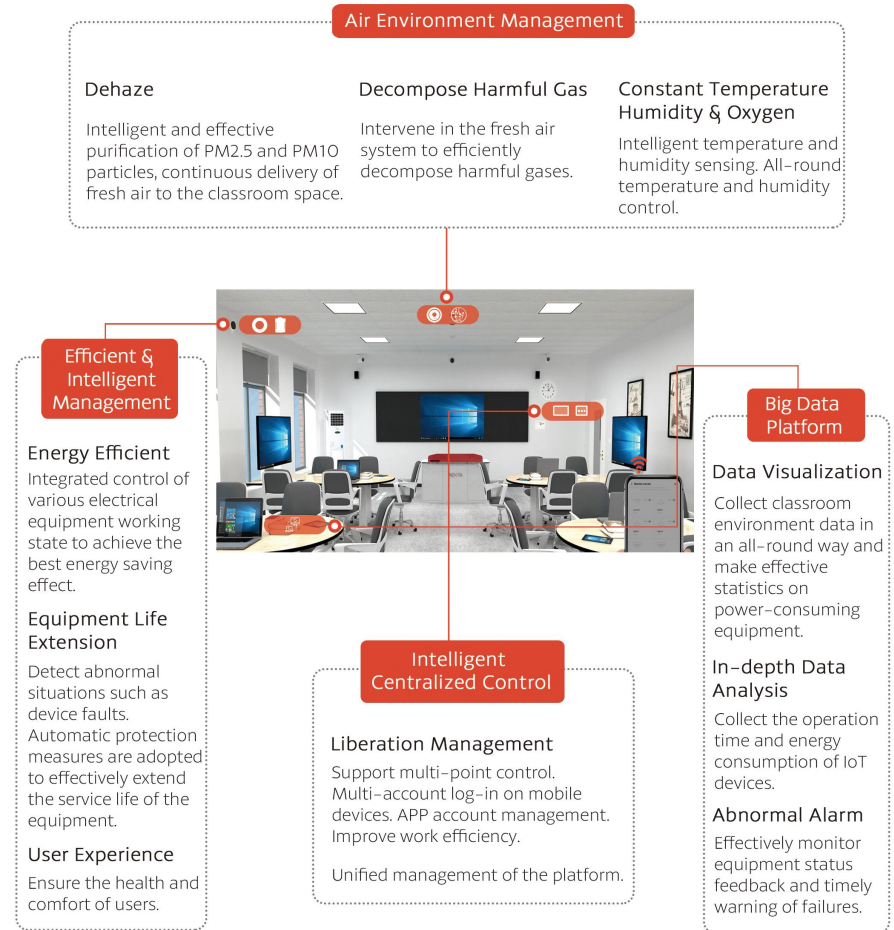 Air Environment Management
Dehaze
Intelligent and effective
purification of PM2.5 and PM10
particles, continuous delivery of
fresh air to the classroom space.
Decompose Harmful Gas
Intervene in the fresh air
system to efficiently
decompose harmful gases.
Constant Temperature
Humidity & Oxygen
Intelligent temperature and
humidity sensing. All-round
temperature and humidity
control.
Efficient &
Intelligent
Management
Energy Efficient
Integrated control of
various electrical
equipment working
state to achieve the
best energy saving
effect.
Equipment Life
Extension
Detect abnormal
situations such as
device faults.
Automatic protection
measures are adopted
to effectively extend
the service life of the
equipment.
User Experience
Ensure the health and
comfort of users.
Intelligent
Centralized Control
Liberation Management
Support multi-point control.
Multi-account log-in on mobile
devices. APP account management.
Improve work efficiency.
Unified management of the platform.
Big Data
Platform
Data Visualization
Collect classroom
environment data in
an all-round way and
make effective
statistics on
power-consuming
equipment.
In-depth Data
Analysis
Collect the operation
time and energy
consumption of IoT
devices.
Abnormal Alarm
Effectively monitor
equipment status
feedback and timely
warning of failures.